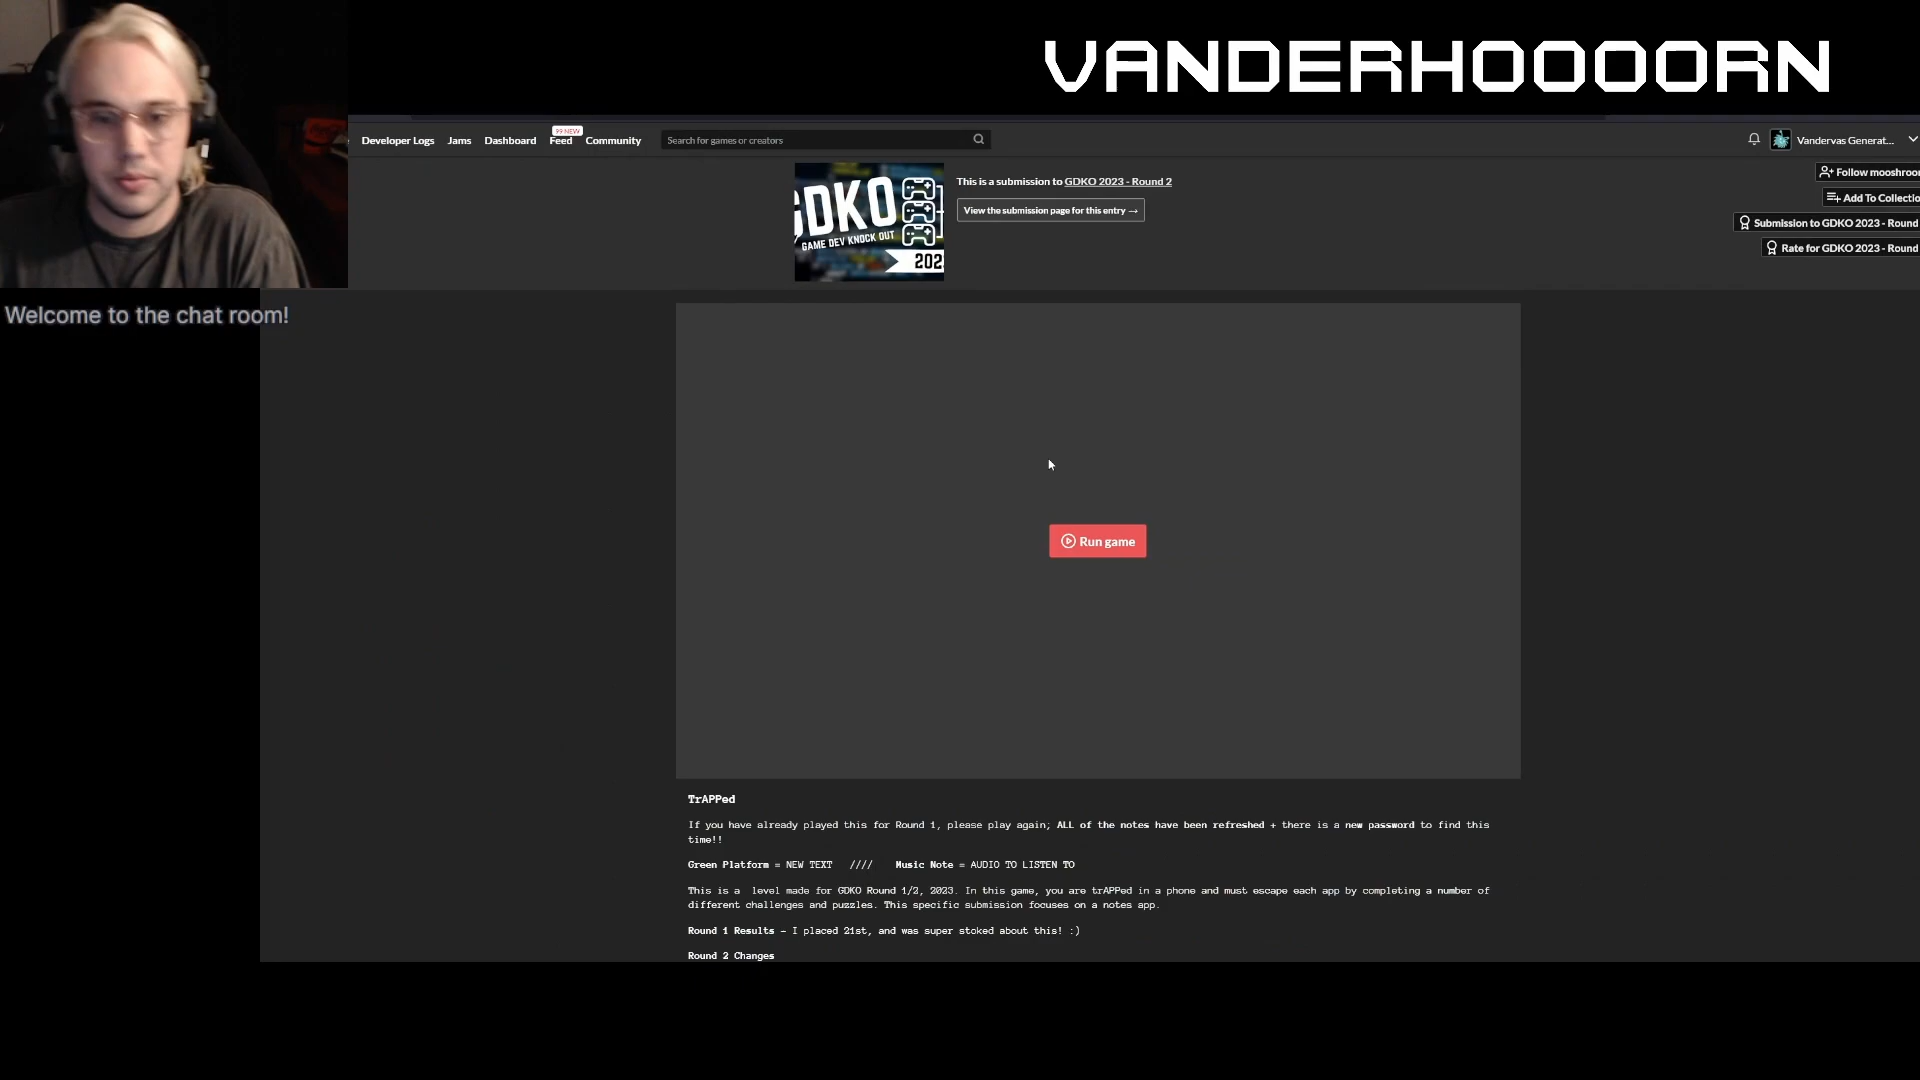 VANDERHOOOORN
Developer Logs
Jams
Dashboard
99 NEW
Feed
Community
Search for games or creators
Vandervas Generat...
GDKO
GAME DEV KNOCK OUT
202
This is a submission to GDKO 2023 - Round 2
View the submission page for this entry →
Follow mooshroo
Add To Collectio
Submission to GDKO 2023 - Round
Rate for GDKO 2023 - Round
Welcome to the chat room!
Run game
TrAPPed
If you have already played this for Round 1, please play again; ALL of the notes have been refreshed + there is a new password to find this
time!!
Green Platform = NEW TEXT //// Music Note = AUDIO TO LISTEN TO
This is a level made for GDKO Round 1/2, 2023. In this game, you are trAPPed in a phone and must escape each app by completing a number of
different challenges and puzzles. This specific submission focuses on a notes app.
Round 1 Results - I placed 21st, and was super stoked about this! :)
Round 2 Changes